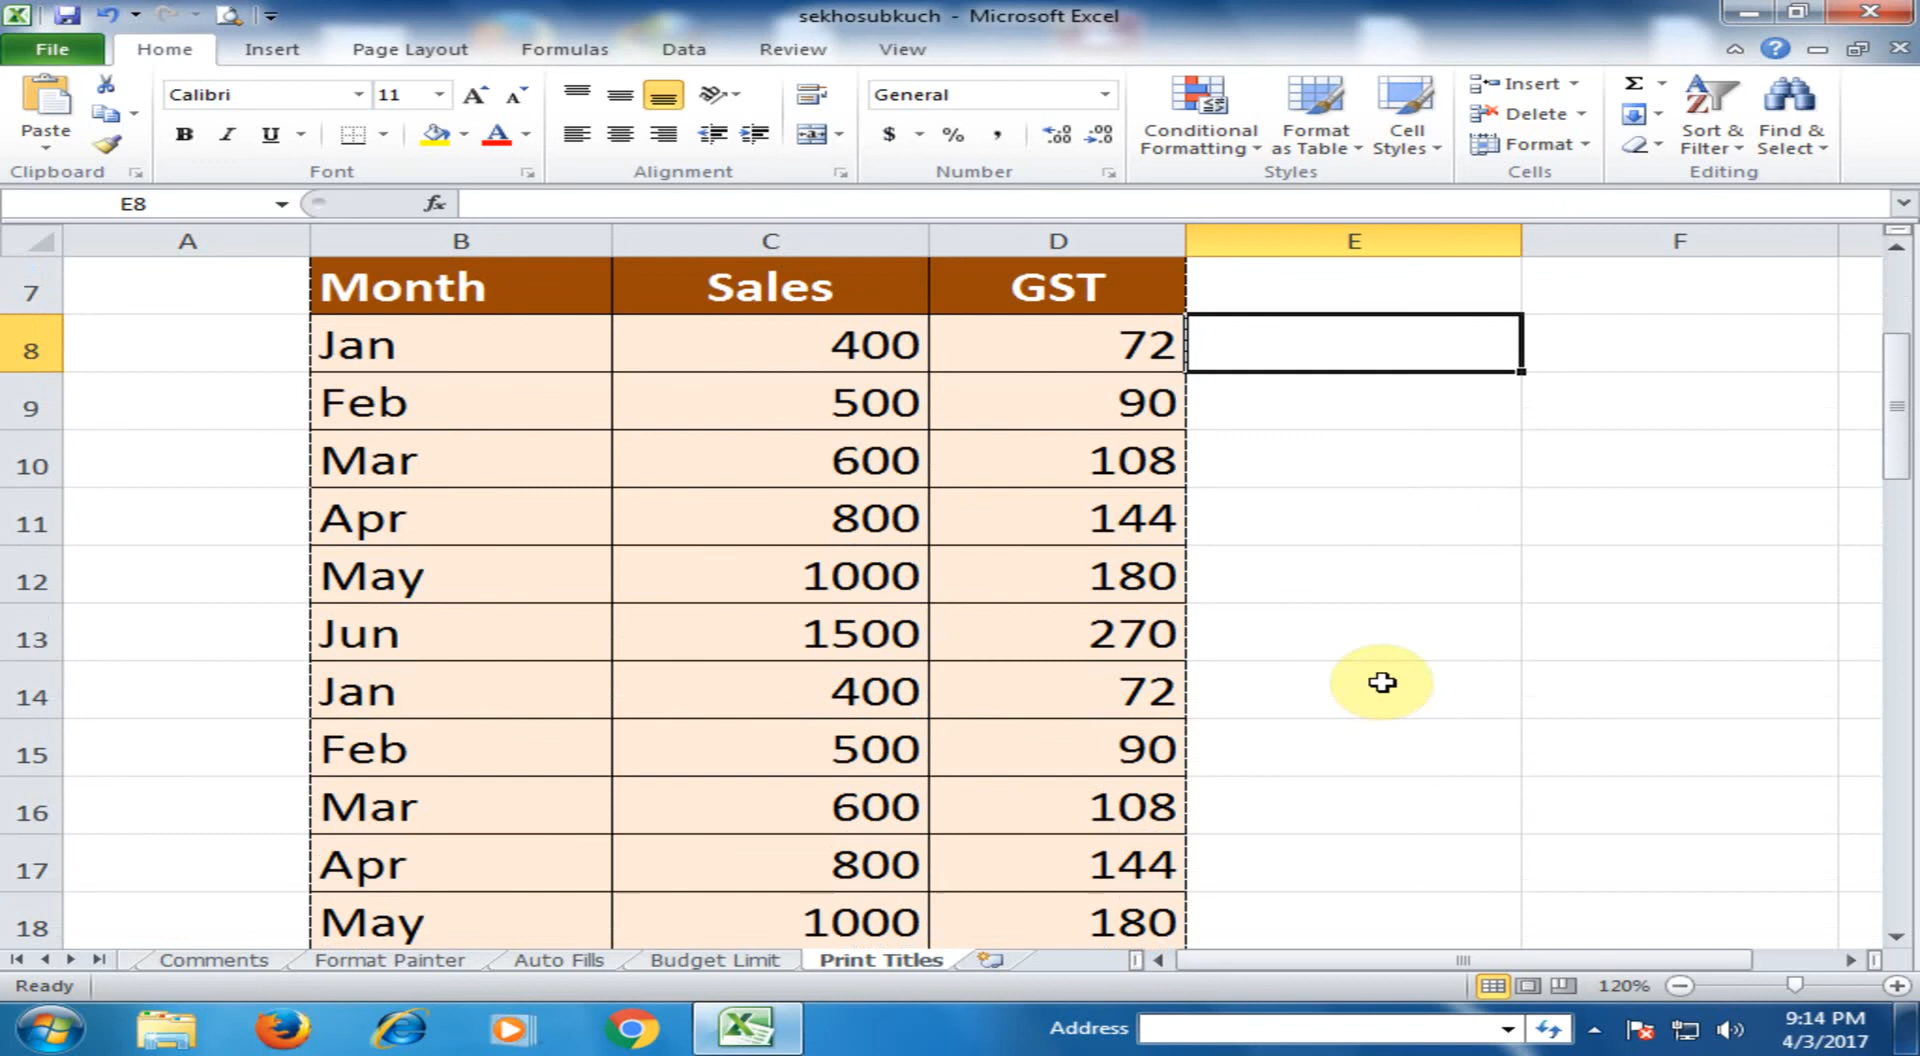 sekhosubkuch - Microsoft Excel
File Home Insert Page Layout Formulas Data Review View
Calibri 11 General
Paste
B I U A A A $ % , .0 .00 .00 .0
Conditional Formatting
Format as Table
Cell Styles
Insert
Delete
Format
Σ
Sort & Filter
Find & Select
Clipboard Font Alignment Number Styles Cells Editing
E8 fx
A B C D E F
7 Month Sales GST
8 Jan 400 72
9 Feb 500 90
10 Mar 600 108
11 Apr 800 144
12 May 1000 180
13 Jun 1500 270
14 Jan 400 72
15 Feb 500 90
16 Mar 600 108
17 Apr 800 144
18 May 1000 180
Comments Format Painter Auto Fills Budget Limit Print Titles
Ready 120%
Address 9:14 PM
4/3/2017